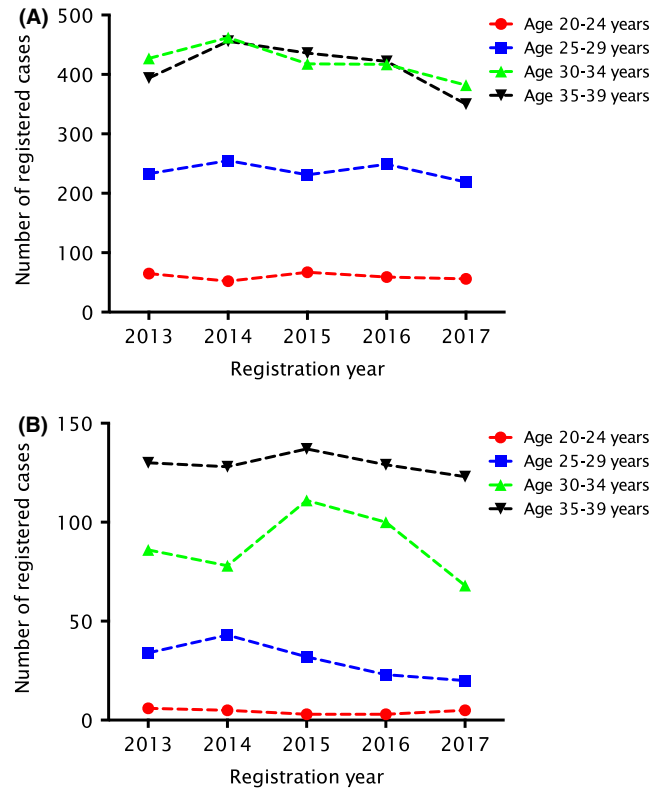 (A)
500
400
300
200
100
0
Number of registered cases
2013 2014 2015 2016 2017
Registration year
Age 20-24 years
Age 25-29 years
Age 30-34 years
Age 35-39 years
(B)
150
100
50
0
Number of registered cases
2013 2014 2015 2016 2017
Registration year
Age 20-24 years
Age 25-29 years
Age 30-34 years
Age 35-39 years